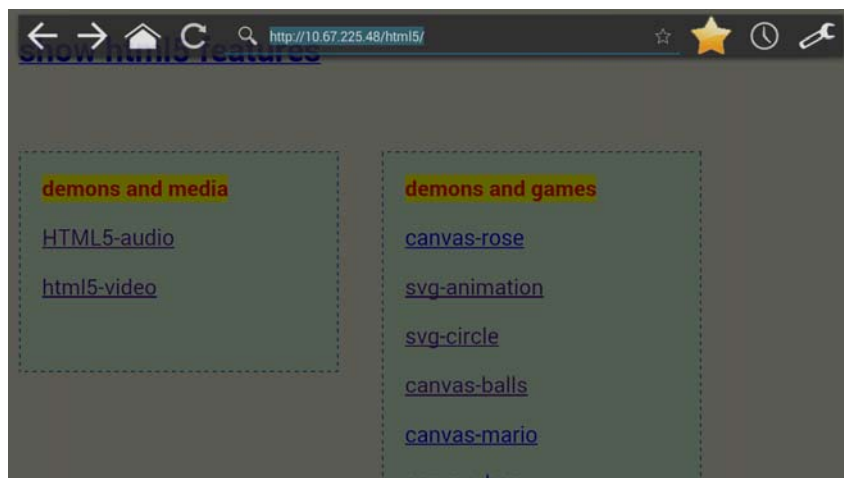 http://10.67.225.48/html5/
show html5 features
demons and media
HTML5-audio
html5-video
demons and games
canvas-rose
svg-animation
svg-circle
canvas-balls
canvas-mario